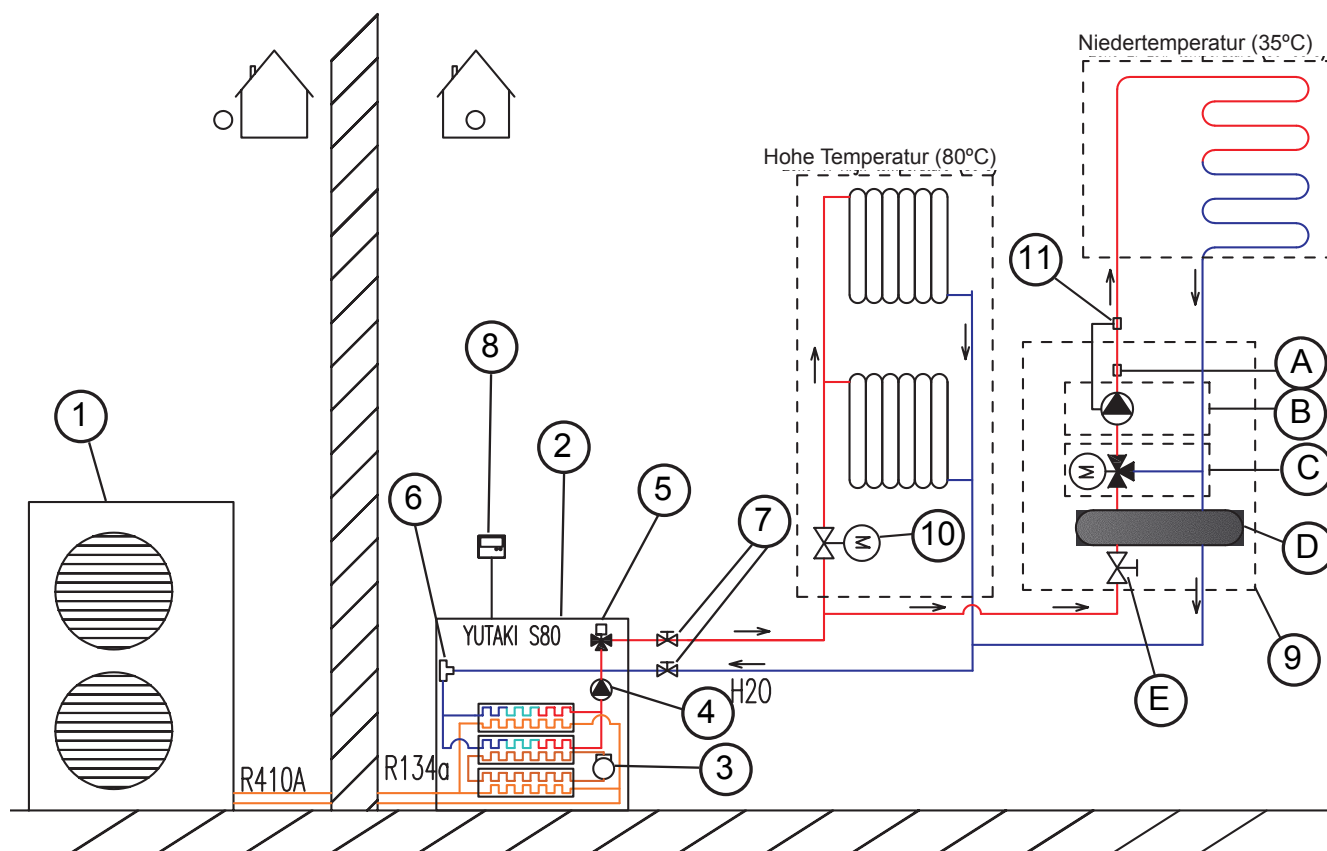 Niedertemperatur (35ºC)
Hohe Temperatur (80ºC)
11
A
8
B
1
2
C
6
5
7
10
D
M
M
YUTAKI S80
9
H20
E
4
R134a
R410A
3